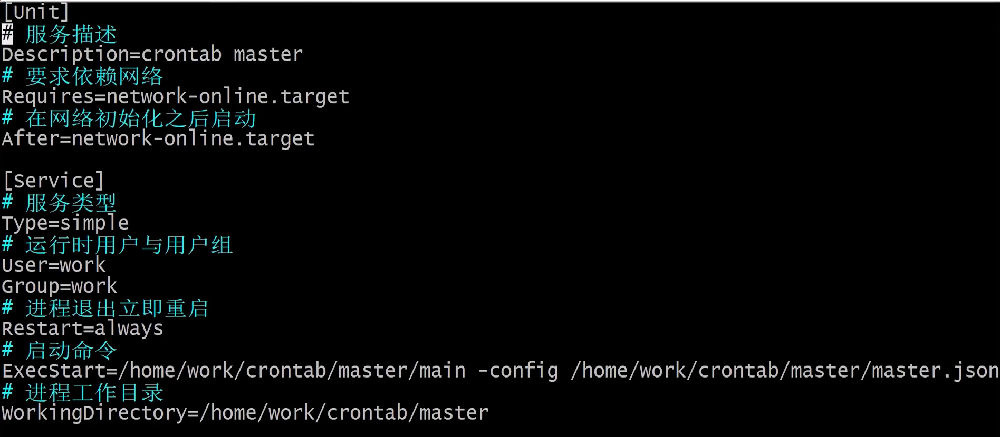 [Unit]
# 服务描述
Description=crontab master
# 要求依赖网络
Requires=network-online.target
# 在网络初始化之后启动
After=network-online.target
[Service]
# 服务类型
Type=simple
# 运行时用户与用户组
User=work
Group=work
# 进程退出立即重启
Restart=always
# 启动命令
ExecStart=/home/work/crontab/master/main -config /home/work/crontab/master/master.json
# 进程工作目录
WorkingDirectory=/home/work/crontab/master